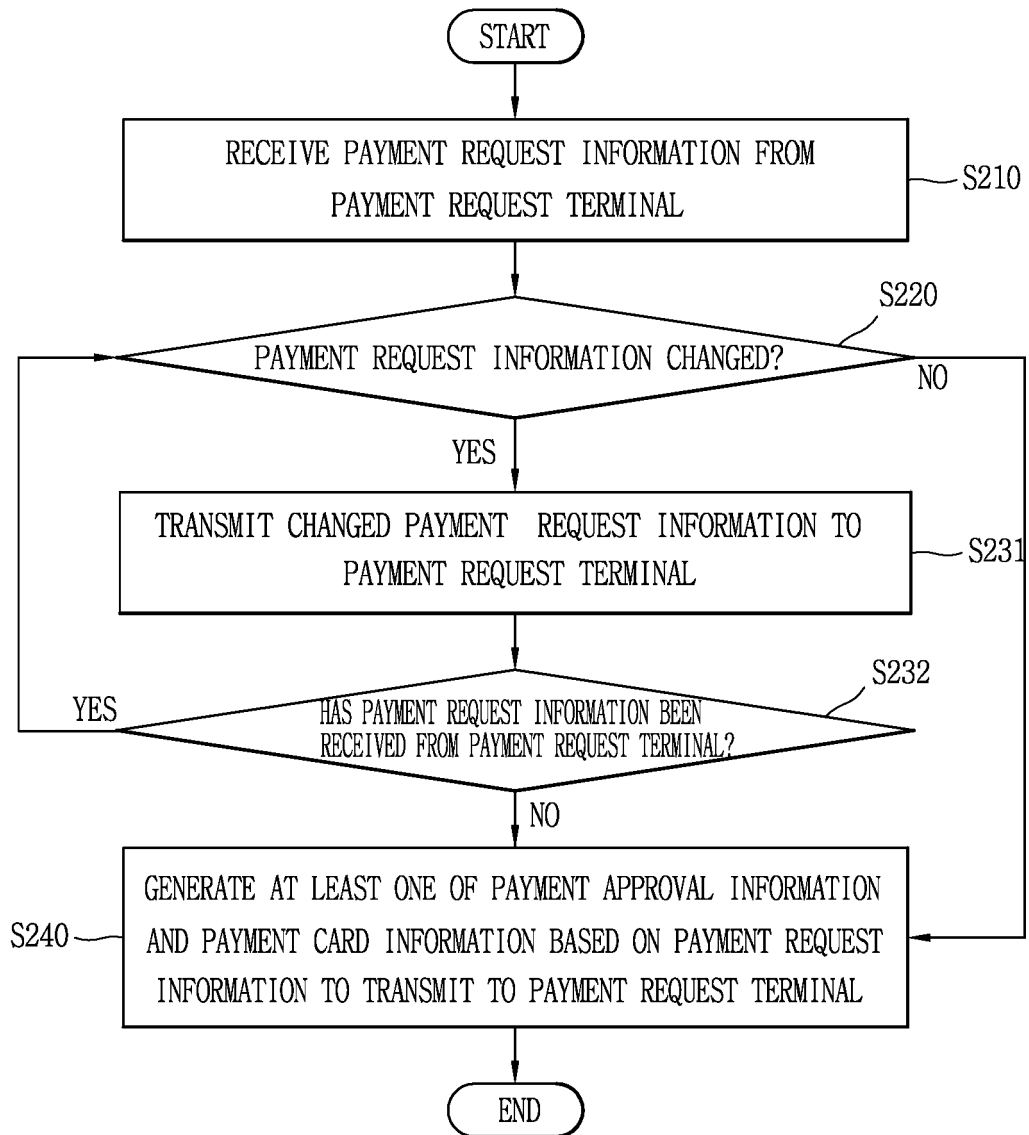 START
RECEIVE PAYMENT REQUEST INFORMATION FROM
PAYMENT REQUEST TERMINAL
S210
S220
PAYMENT REQUEST INFORMATION CHANGED?
NO
YES
TRANSMIT CHANGED PAYMENT REQUEST INFORMATION TO
PAYMENT REQUEST TERMINAL
S231
S232
YES
HAS PAYMENT REQUEST INFORMATION BEEN
RECEIVED FROM PAYMENT REQUEST TERMINAL?
NO
GENERATE AT LEAST ONE OF PAYMENT APPROVAL INFORMATION
S240
AND PAYMENT CARD INFORMATION BASED ON PAYMENT REQUEST
INFORMATION TO TRANSMIT TO PAYMENT REQUEST TERMINAL
END